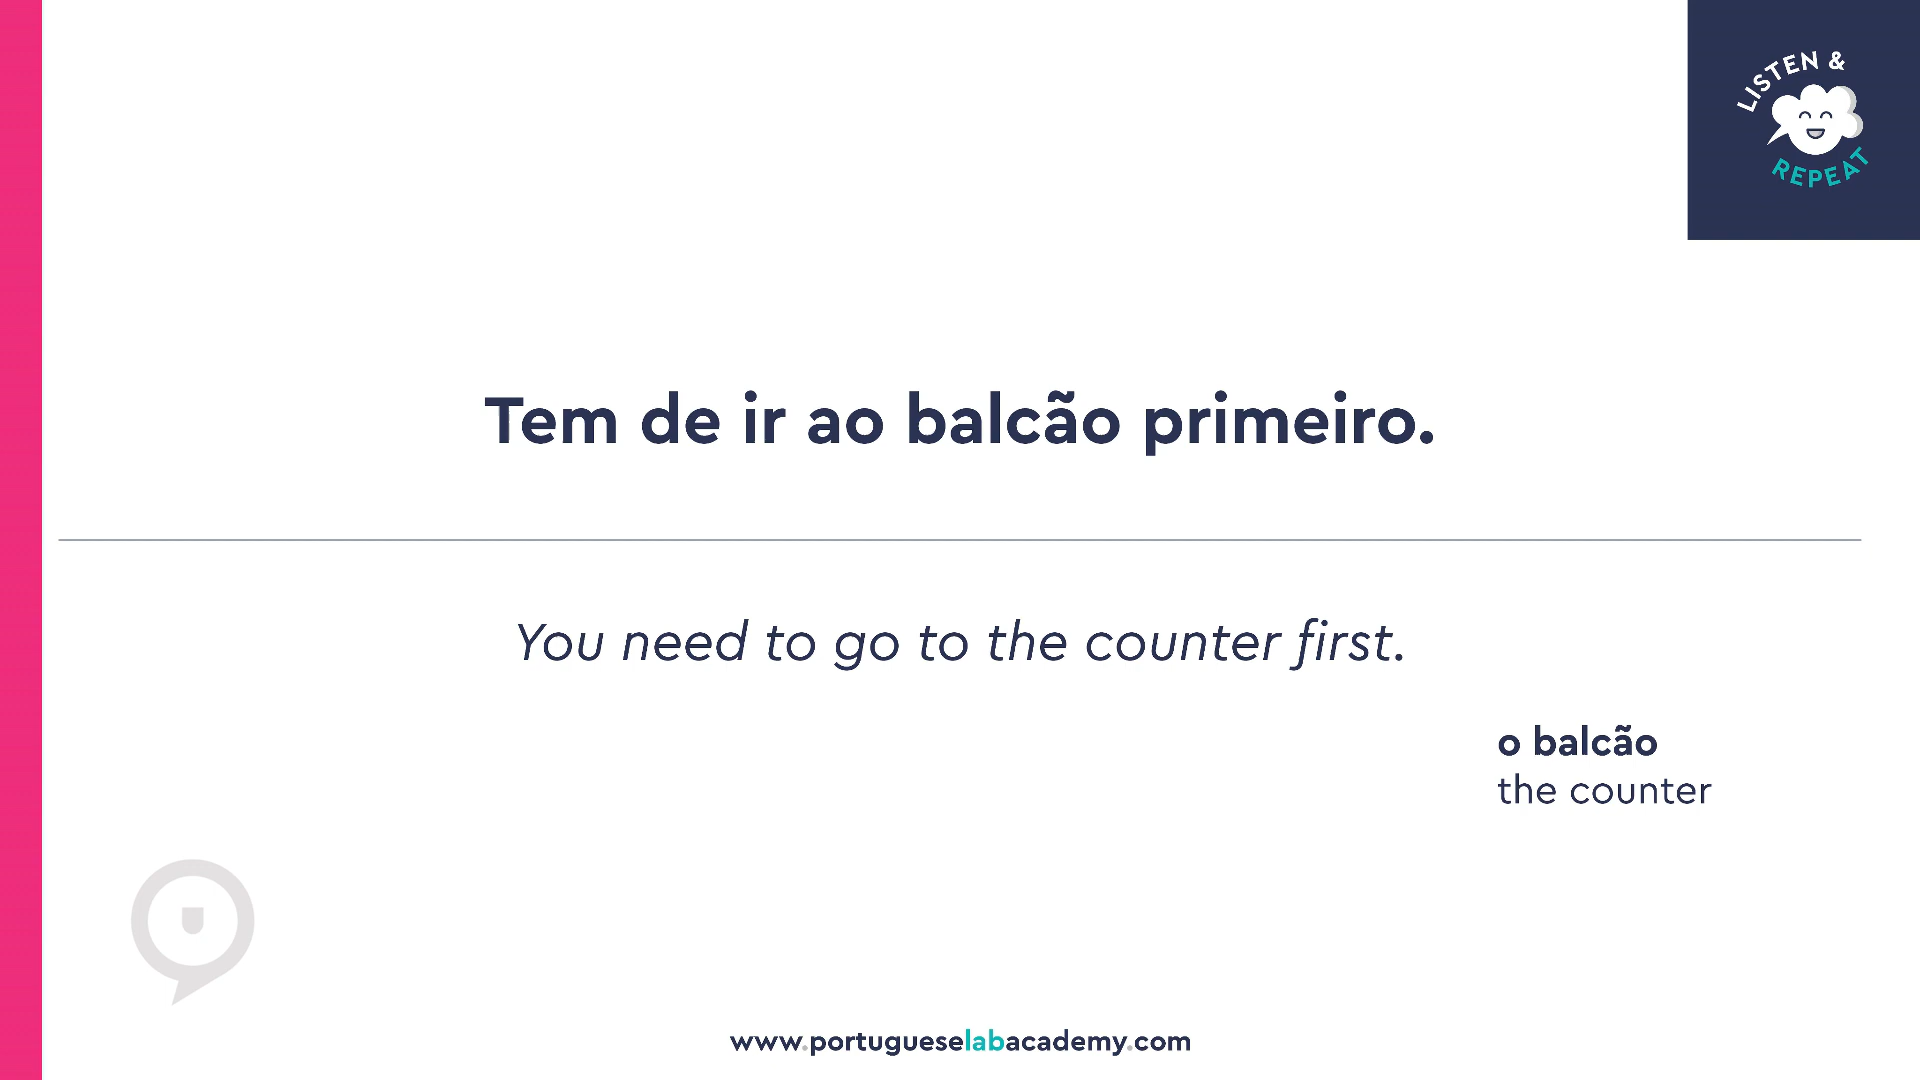 LISTEN &
REPEAT
Tem de ir ao balcão primeiro.
You need to go to the counter first.
o balcão
the counter
www.portugueselabacademy.com